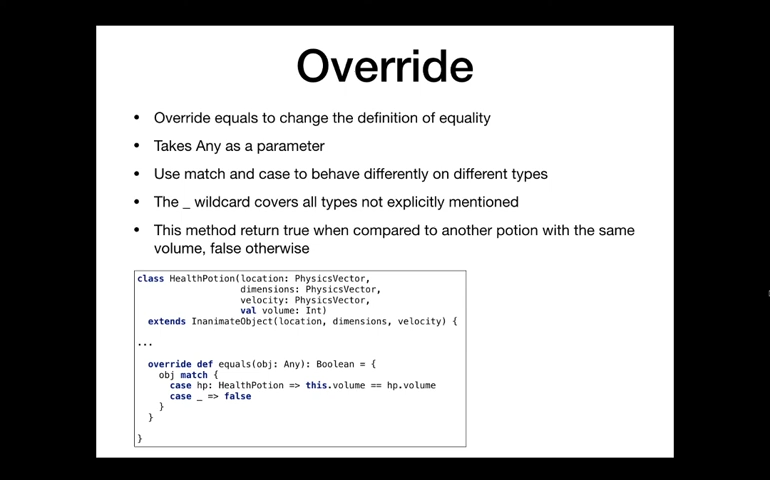 Override
• Override equals to change the definition of equality
• Takes Any as a parameter
• Use match and case to behave differently on different types
• The _ wildcard covers all types not explicitly mentioned
• This method return true when compared to another potion with the same
volume, false otherwise
class HealthPotion(location: PhysicsVector,
dimensions: PhysicsVector,
velocity: PhysicsVector,
val volume: Int)
extends InanimateObject(location, dimensions, velocity) {
...
override def equals(obj: Any): Boolean = {
obj match {
case hp: HealthPotion => this.volume == hp.volume
case _ => false
}
}
}